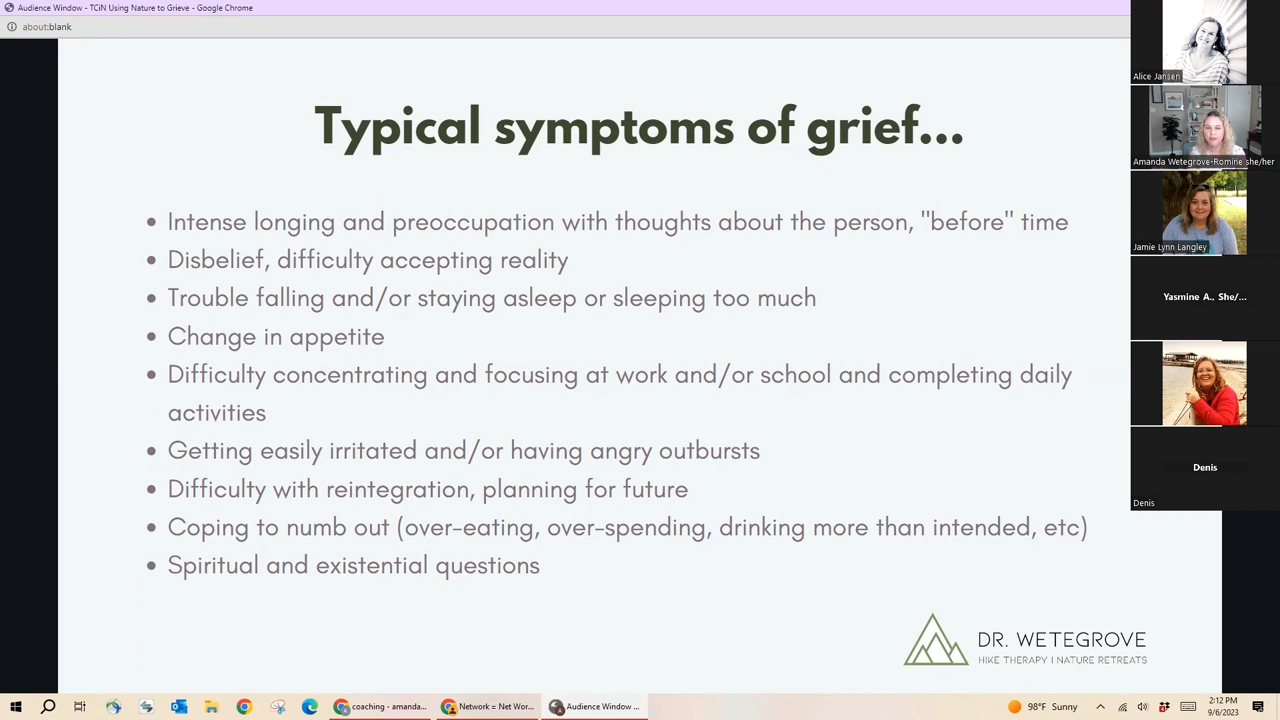 Audience Window - TCiN Using Nature to Grieve - Google Chrome
about:blank
Typical symptoms of grief...
Intense longing and preoccupation with thoughts about the person, "before" time
Disbelief, difficulty accepting reality
Trouble falling and/or staying asleep or sleeping too much
Change in appetite
Difficulty concentrating and focusing at work and/or school and completing daily
activities
Getting easily irritated and/or having angry outbursts
Difficulty with reintegration, planning for future
Coping to numb out (over-eating, over-spending, drinking more than intended, etc)
Spiritual and existential questions
DR. WETEGROVE
HIKE THERAPY | NATURE RETREATS
Alice Jansen
Amanda Wetegrove-Romine she/her
Jamie Lynn Langley
Yasmine A., She/...
Denis
Denis
coaching - amanda...
Network = Net Wor...
Audience Window ...
98°F Sunny
2:12 PM
9/6/2023